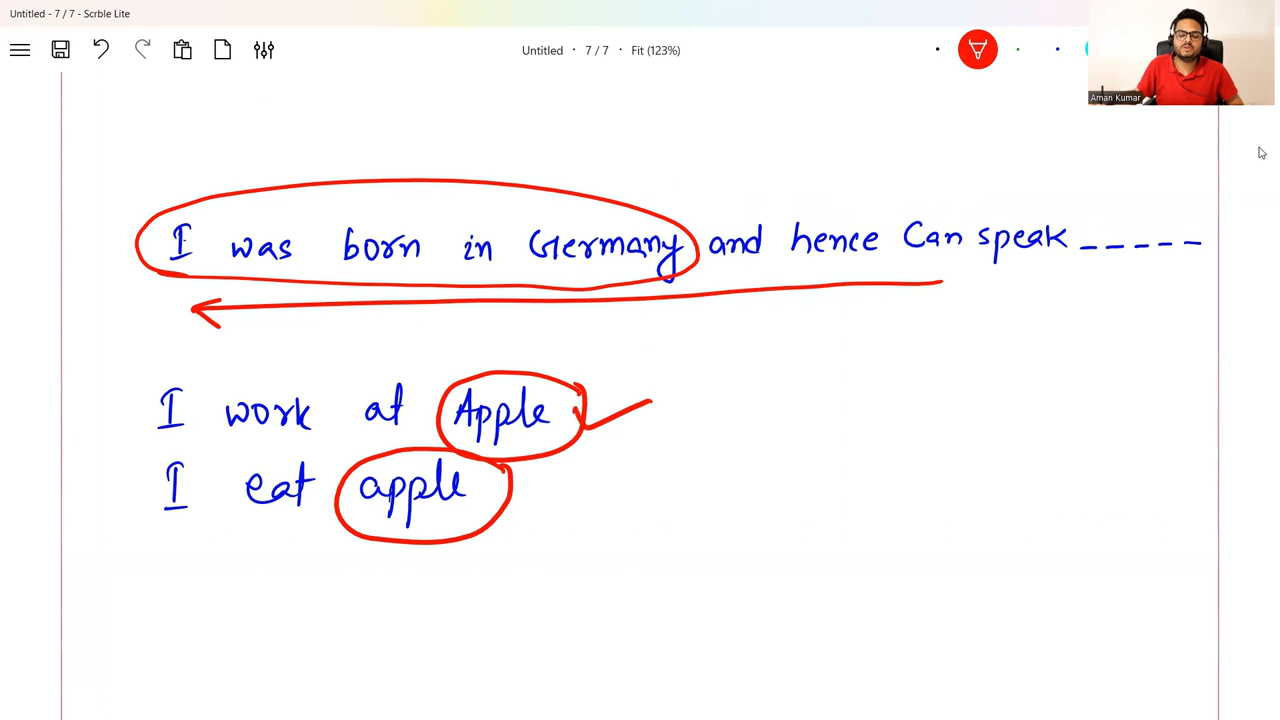 Untitled - 7 / 7 - Scrble Lite
Untitled • 7 / 7 • Fit (123%)
Aman Kumar
I was born in Germany and hence Can speak _ _ _ _ _
I work at Apple
I eat apple